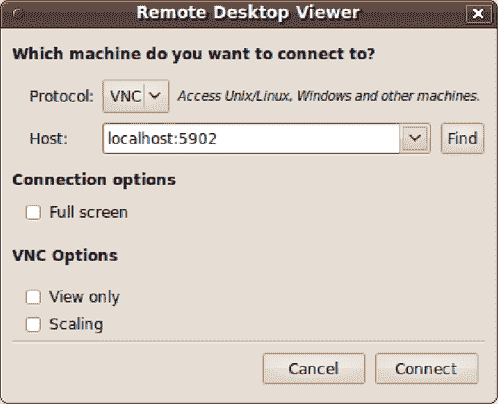 Remote Desktop Viewer
Which machine do you want to connect to?
Protocol: VNC Access Unix/Linux, Windows and other machines.
Host: localhost:5902 Find
Connection options
Full screen
VNC Options
View only
Scaling
Cancel Connect